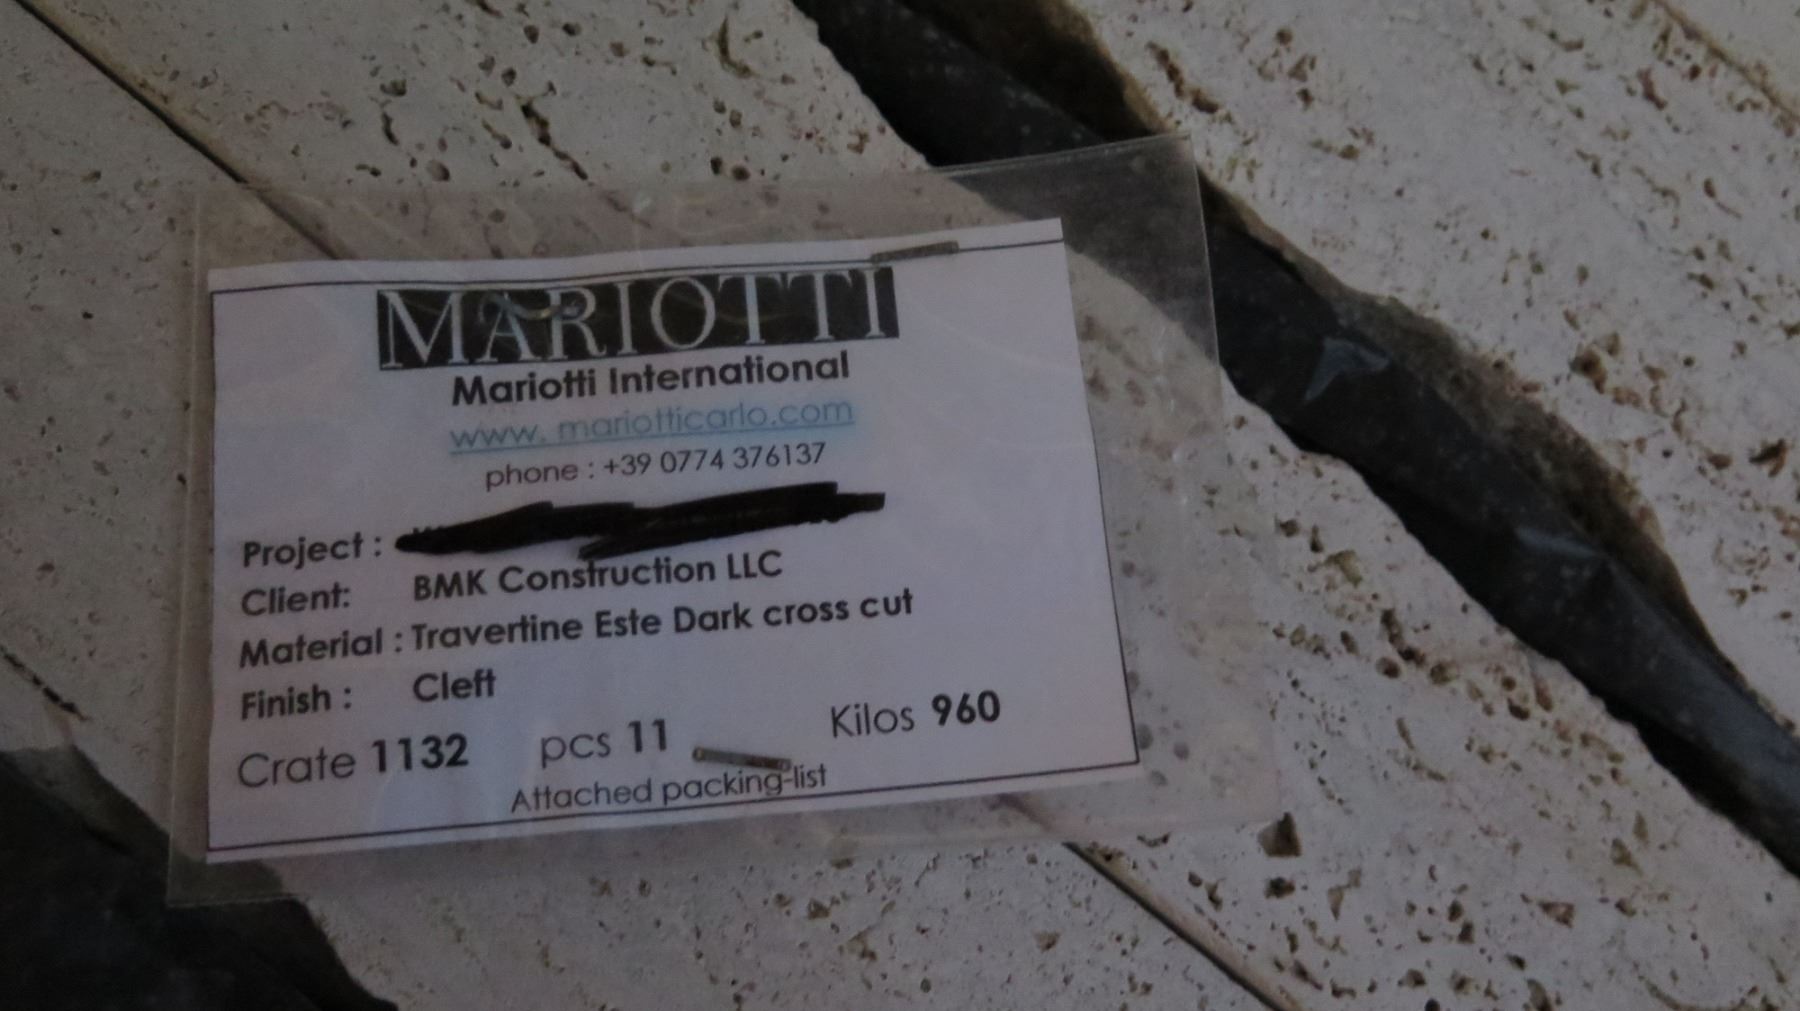 MARIOTTI
Mariotti International
www. mariotticarlo.com
phone : +39 0774 376137
Project :
Client: BMK Construction LLC
Material : Travertine Este Dark cross cut
Finish : Cleft
Crate 1132 pcs 11 Kilos 960
Attached packing-list